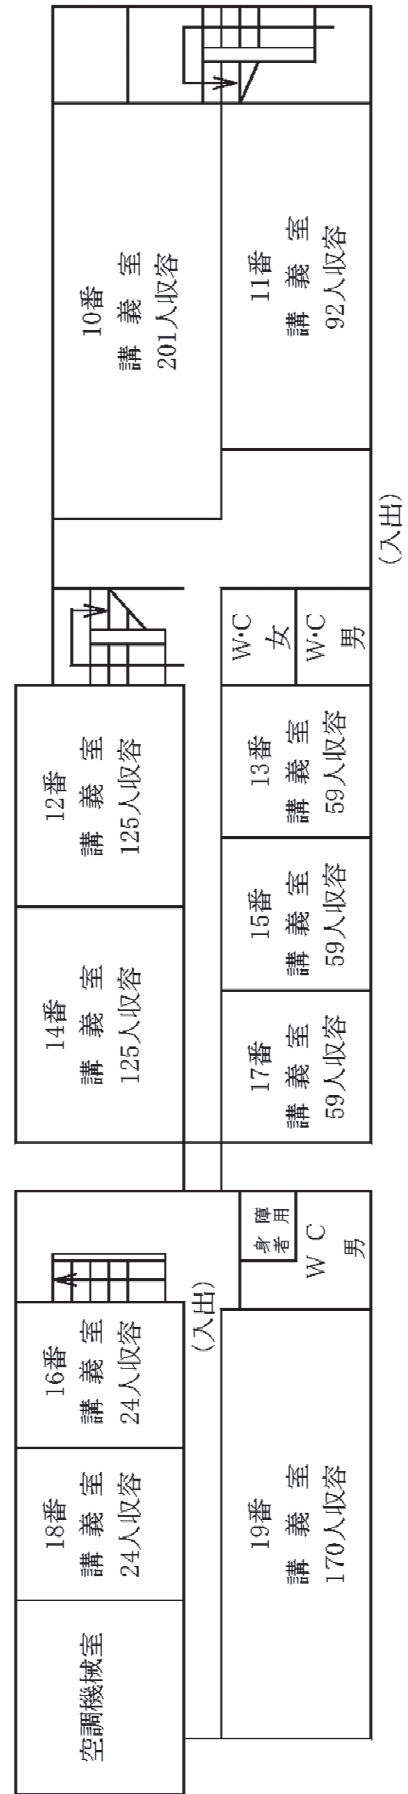 10番
講義室
201人収容
11番
講義室
92人収容
(入出)
12番
講義室
125人収容
W・C
女
W・C
男
13番
講義室
59人収容
14番
講義室
125人収容
15番
講義室
59人収容
17番
講義室
59人収容
16番
講義室
24人収容
(入出)
身障
者用
W C
男
18番
講義室
24人収容
19番
講義室
170人収容
空調機械室